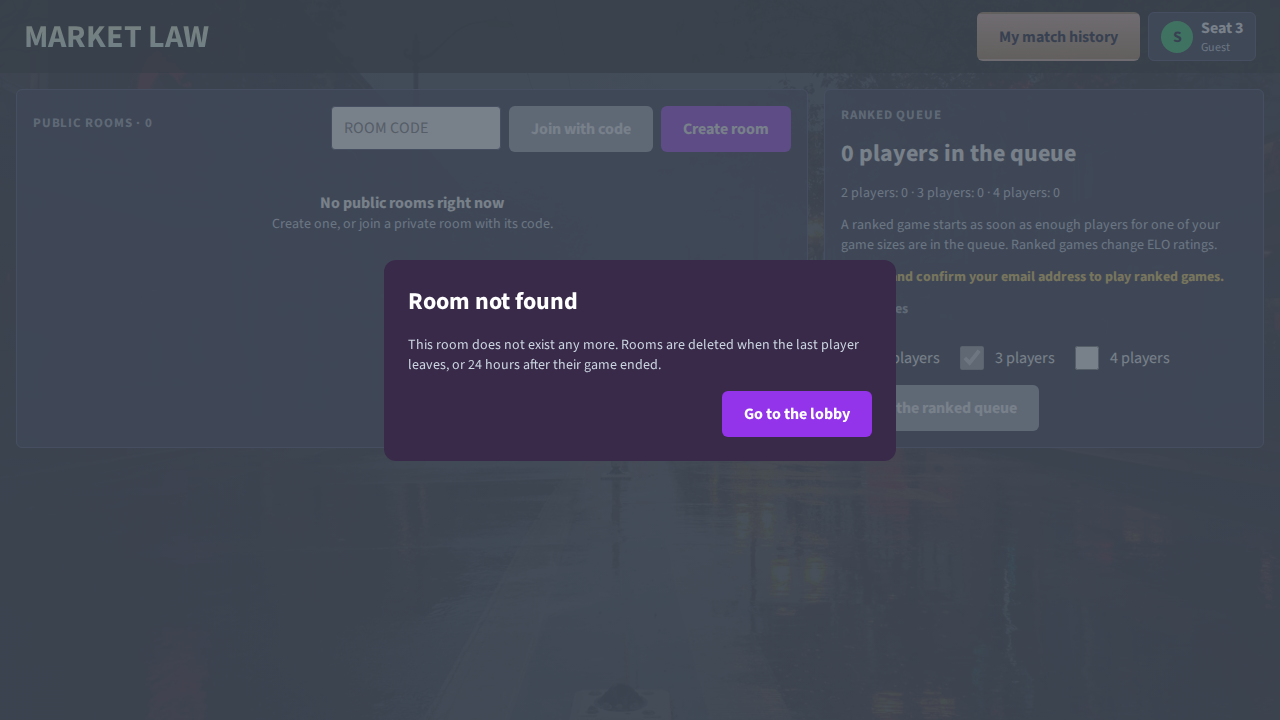 MARKET LAW
My match history
S
Seat 3
Guest
PUBLIC ROOMS · 0
ROOM CODE
Join with code
Create room
No public rooms right now
Create one, or join a private room with its code.
RANKED QUEUE
0 players in the queue
2 players: 0 · 3 players: 0 · 4 players: 0
A ranked game starts as soon as enough players for one of your
game sizes are in the queue. Ranked games change ELO ratings.
and confirm your email address to play ranked games.
players
3 players
4 players
the ranked queue
Room not found
This room does not exist any more. Rooms are deleted when the last player
leaves, or 24 hours after their game ended.
Go to the lobby